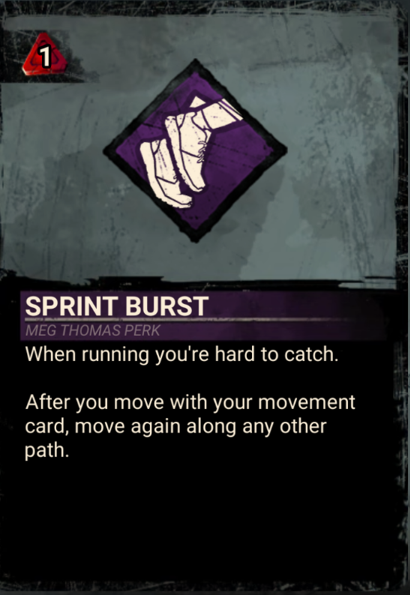 1
SPRINT BURST
MEG THOMAS PERK
When running you're hard to catch.
After you move with your movement
card, move again along any other
path.